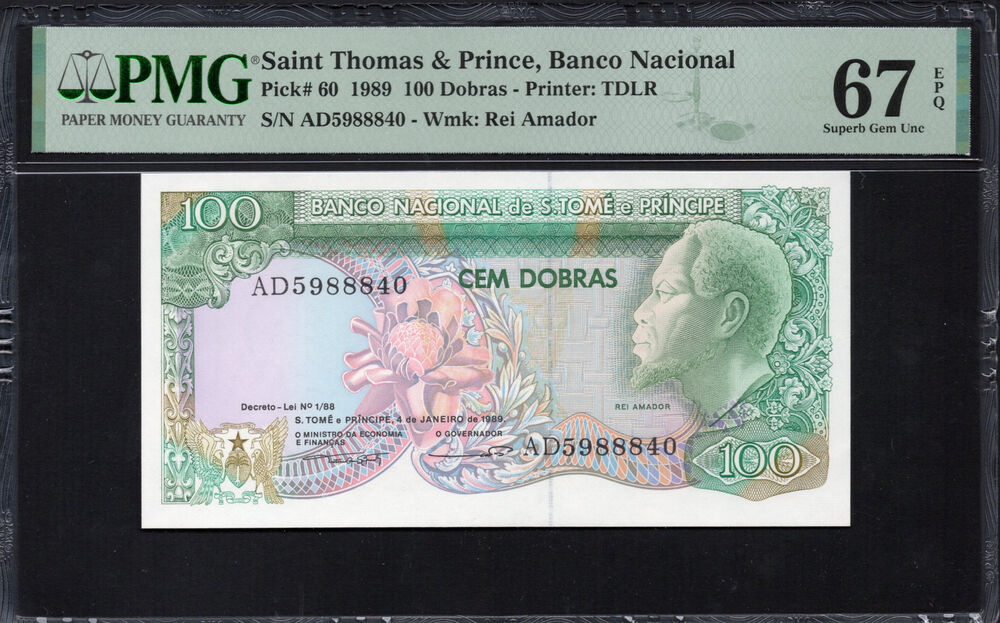 PMG®
PAPER MONEY GUARANTY
Saint Thomas & Prince, Banco Nacional
Pick# 60 1989 100 Dobras - Printer: TDLR
S/N AD5988840 - Wmk: Rei Amador
67
EPQ
Superb Gem Unc
100
BANCO NACIONAL de S.TOMÉ e PRÍNCIPE
AD5988840
CEM DOBRAS
Decreto - Lei Nº 1/88
S. TOMÉ e PRÍNCIPE, 4 de JANEIRO de 1989
O MINISTRO DA ECONOMIA E FINANÇAS
O GOVERNADOR
REI AMADOR
AD5988840
100